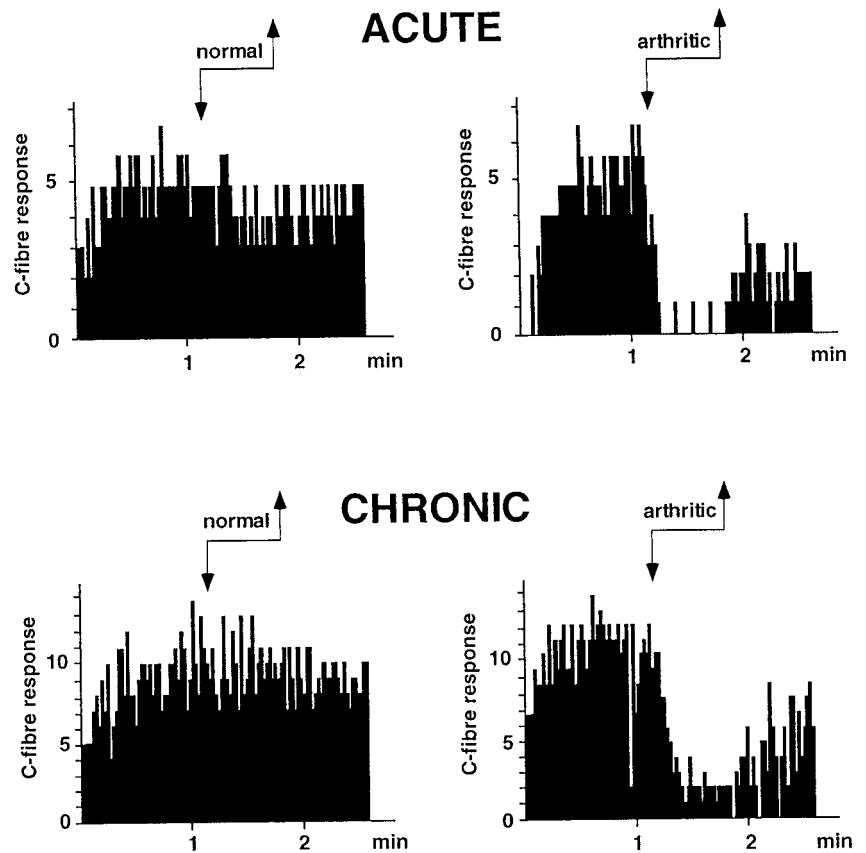 ACUTE
normal
arthritic
C-fibre response
5
0
1
2
min
C-fibre response
5
0
1
2
min
CHRONIC
normal
arthritic
C-fibre response
10
5
0
1
2
min
C-fibre response
10
5
0
1
2
min